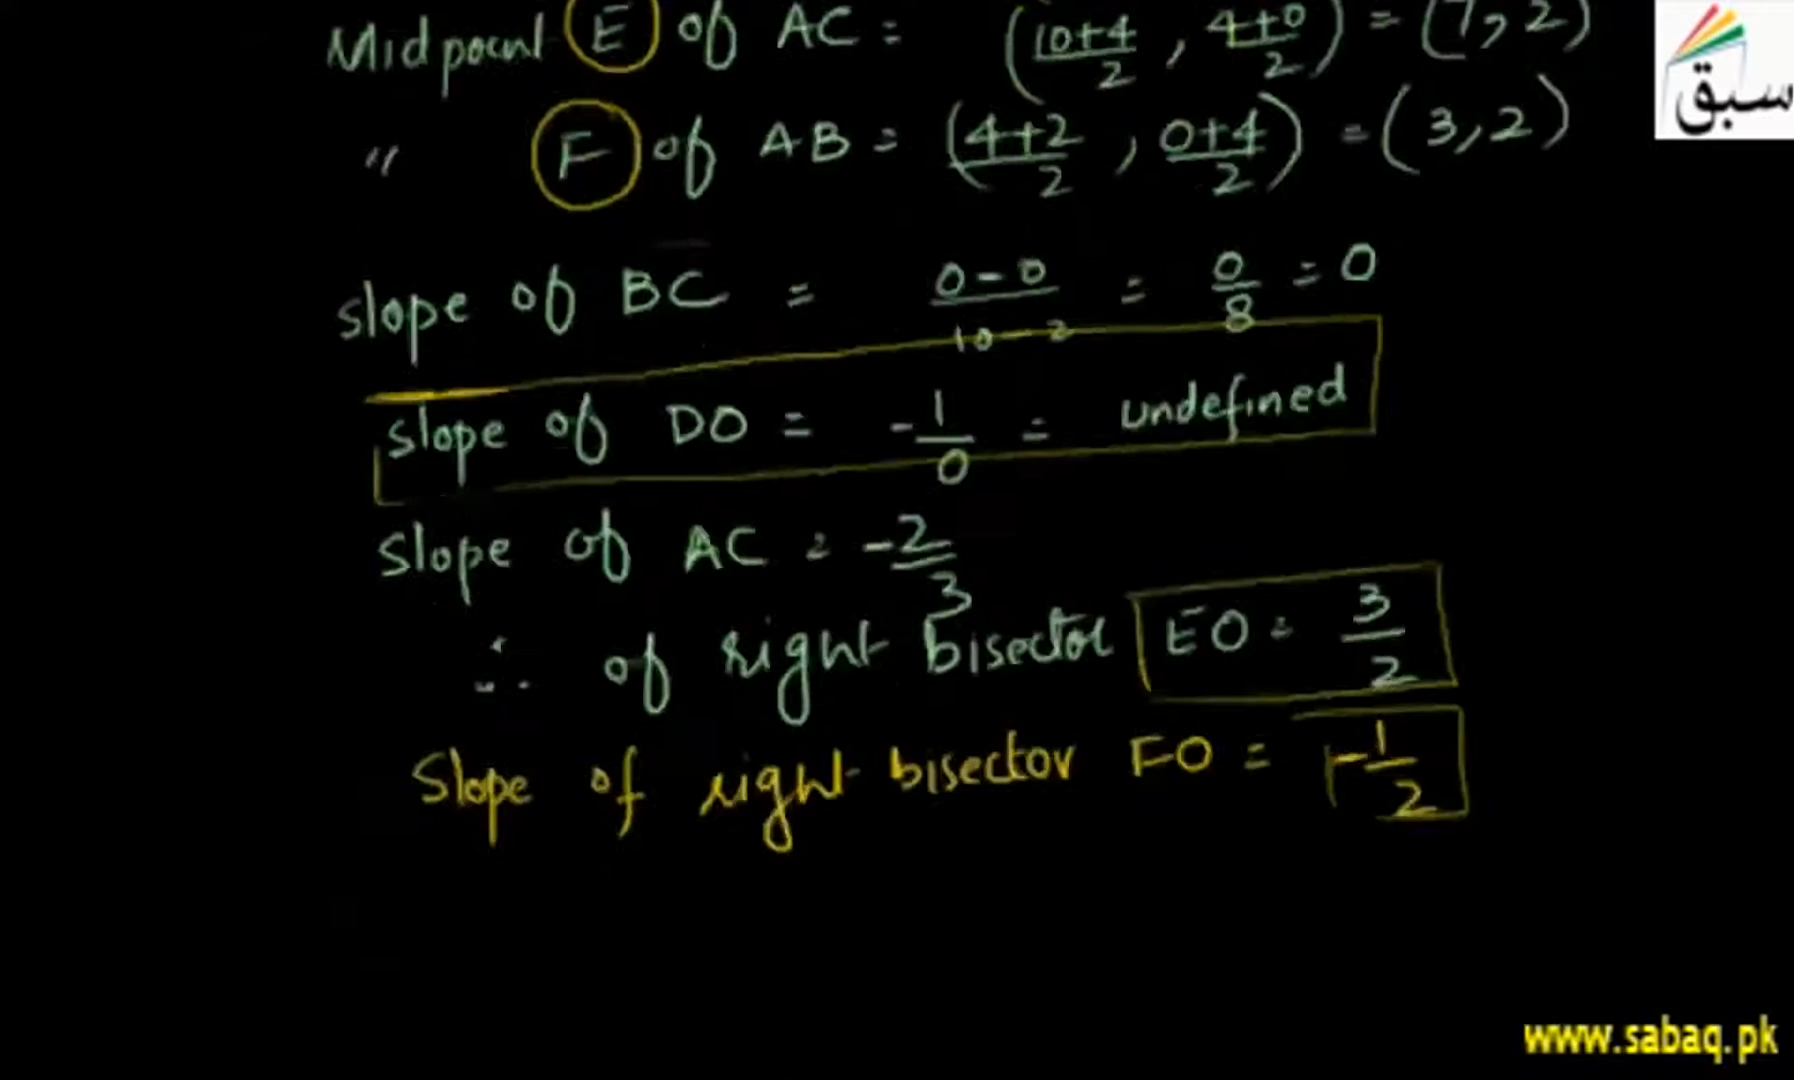 Midpoint E of AC = (10+4/2 , 4+0/2) = (7,2)
سبق
" F of AB = (4+2/2 , 0+4/2) = (3,2)
slope of BC = 0-0/10-2 = 0/8 = 0
slope of DO = -1/0 = undefined
slope of AC = -2/3
∴ of right bisector EO = 3/2
Slope of right bisector FO = -1/2
www.sabaq.pk